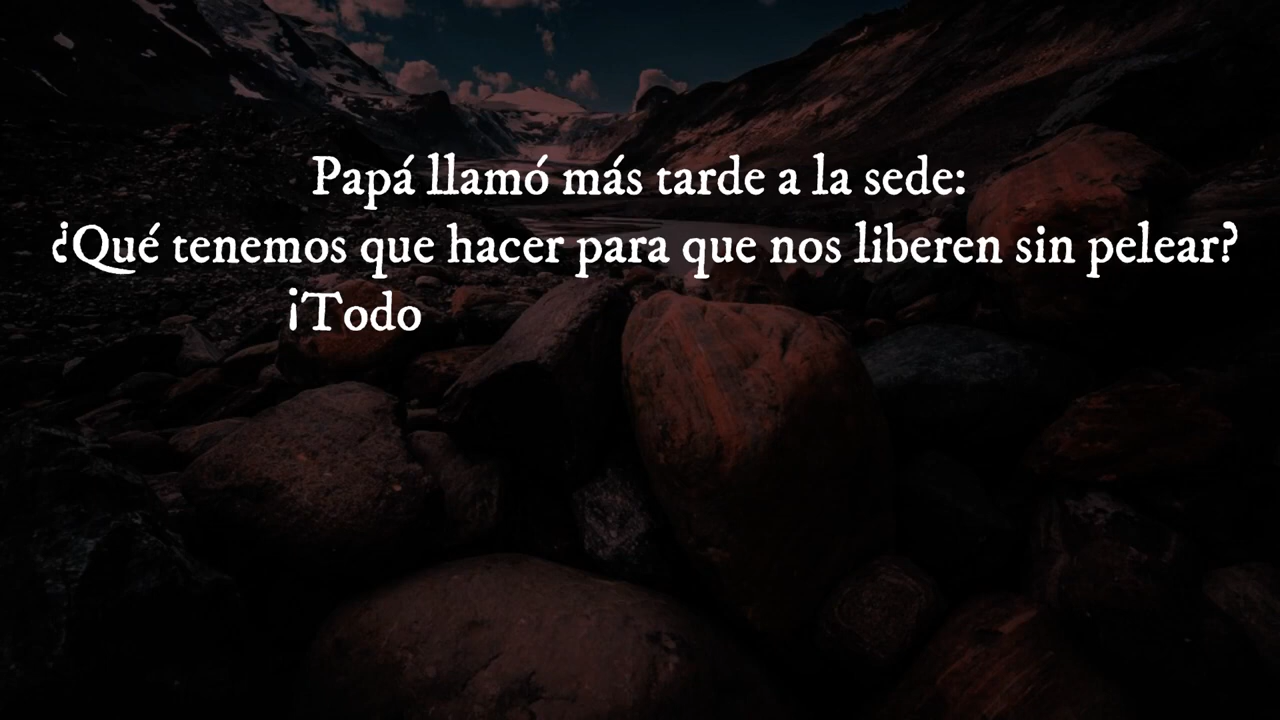 Papá llamó más tarde a la sede:
¿Qué tenemos que hacer para que nos liberen sin pelear?
¡Todo